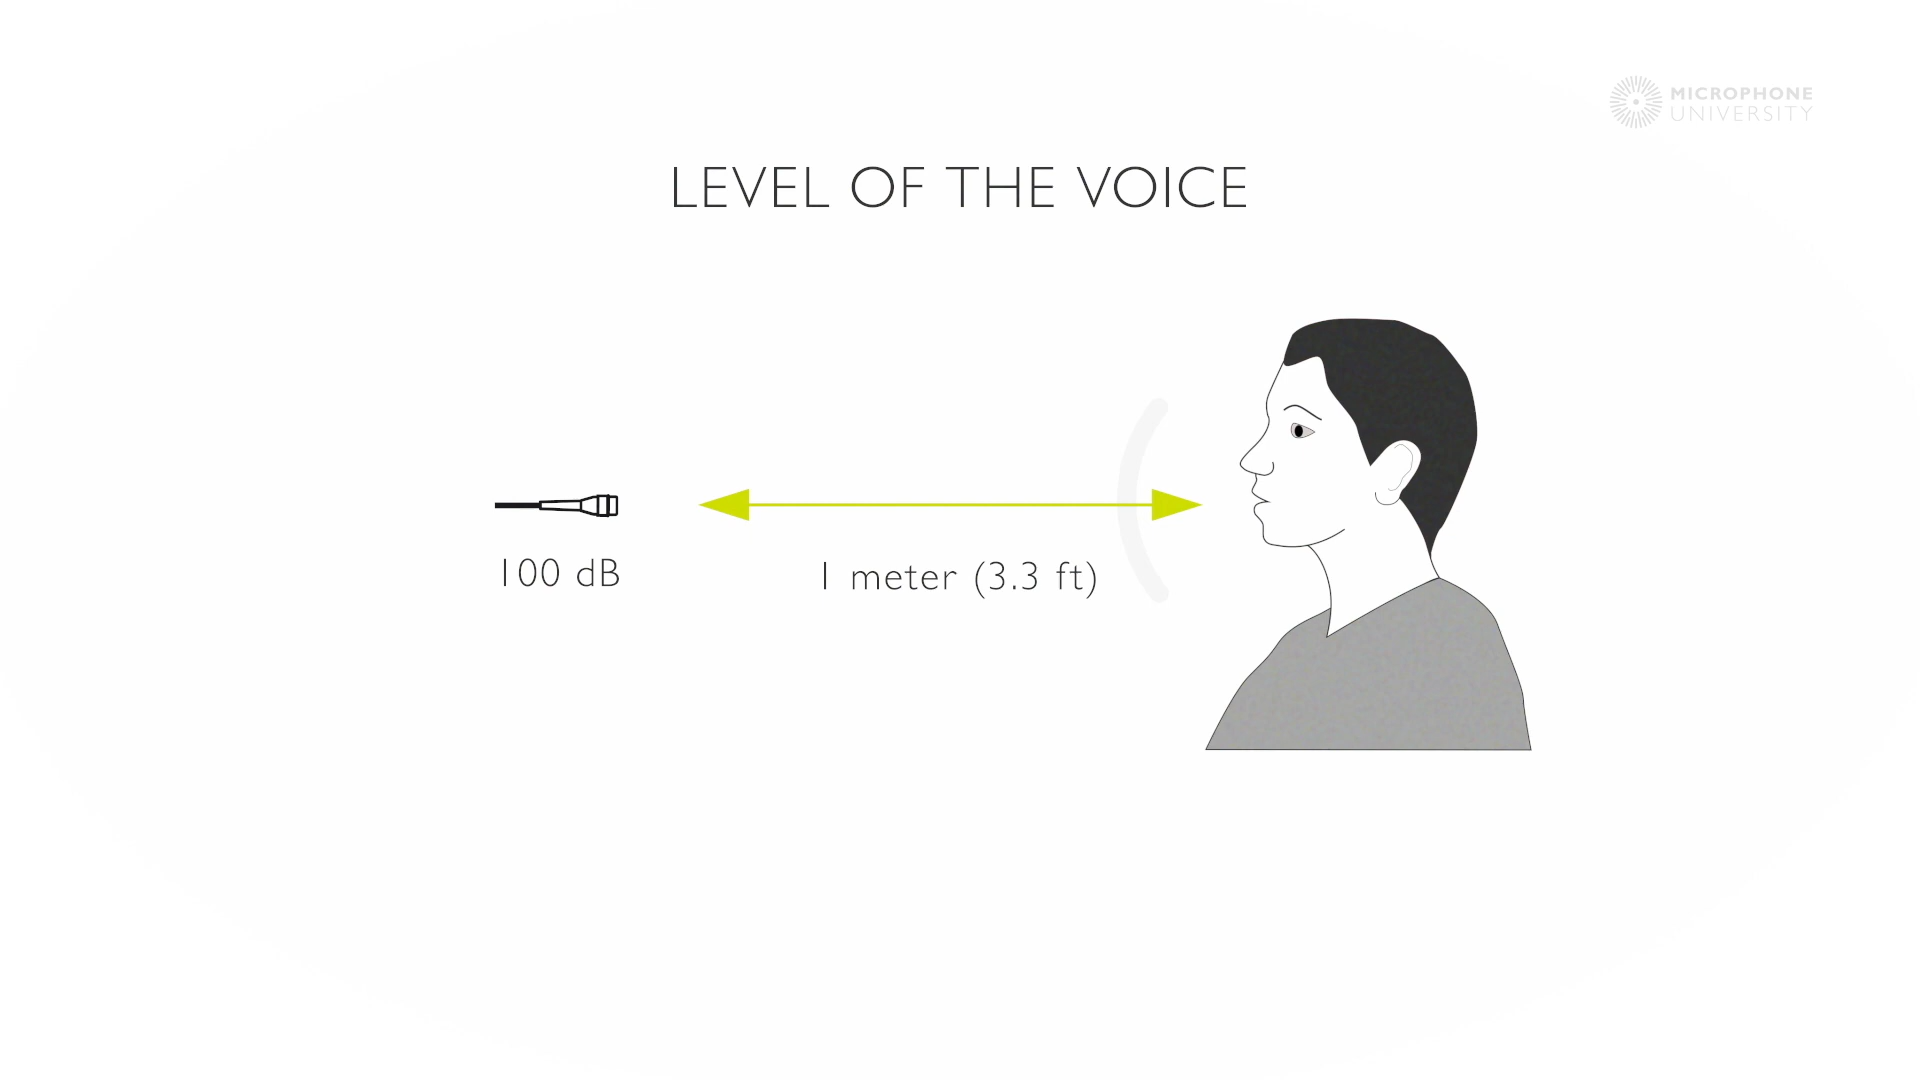 MICROPHONE
UNIVERSITY
LEVEL OF THE VOICE
100 dB
1 meter (3.3 ft)